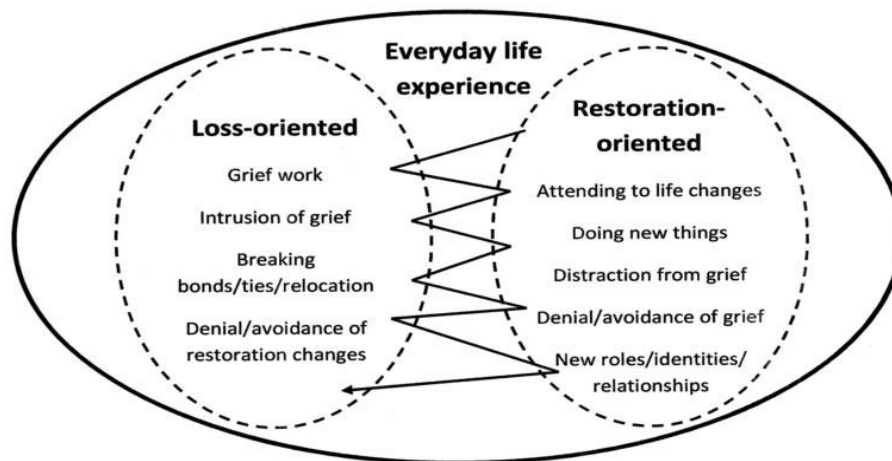 Everyday life
experience
Loss-oriented
Grief work
Intrusion of grief
Breaking
bonds/ties/relocation
Denial/avoidance of
restoration changes
Restoration-
oriented
Attending to life changes
Doing new things
Distraction from grief
Denial/avoidance of grief
New roles/identities/
relationships